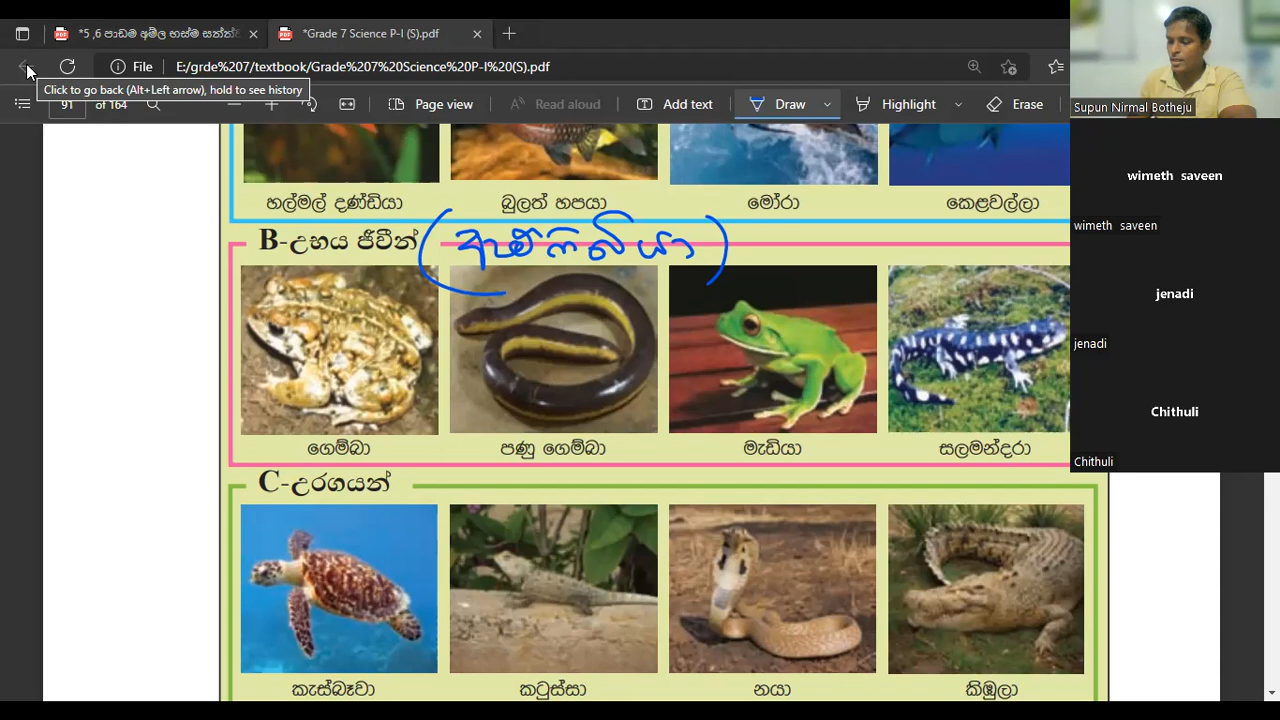 *5 ,6 පාඩම අම්ල භස්ම සත්ත්ව
*Grade 7 Science P-I (S).pdf
File
E:/grde%207/textbook/Grade%207%20Science%20P-I%20(S).pdf
Click to go back (Alt+Left arrow), hold to see history
91 of 164
Page view
Read aloud
Add text
Draw
Highlight
Erase
Supun Nirmal Botheju
wimeth saveen
wimeth saveen
jenadi
jenadi
Chithuli
Chithuli
හල්මල් දණ්ඩියා
බුලත් හපයා
මෝරා
කෙළවල්ලා
B-උභය ජීවීන් (ඇම්ෆිබියා)
ගෙම්බා
පණු ගෙම්බා
මැඩියා
සලමන්දරා
C-උරගයන්
කැස්බෑවා
කටුස්සා
නයා
කිඹුලා